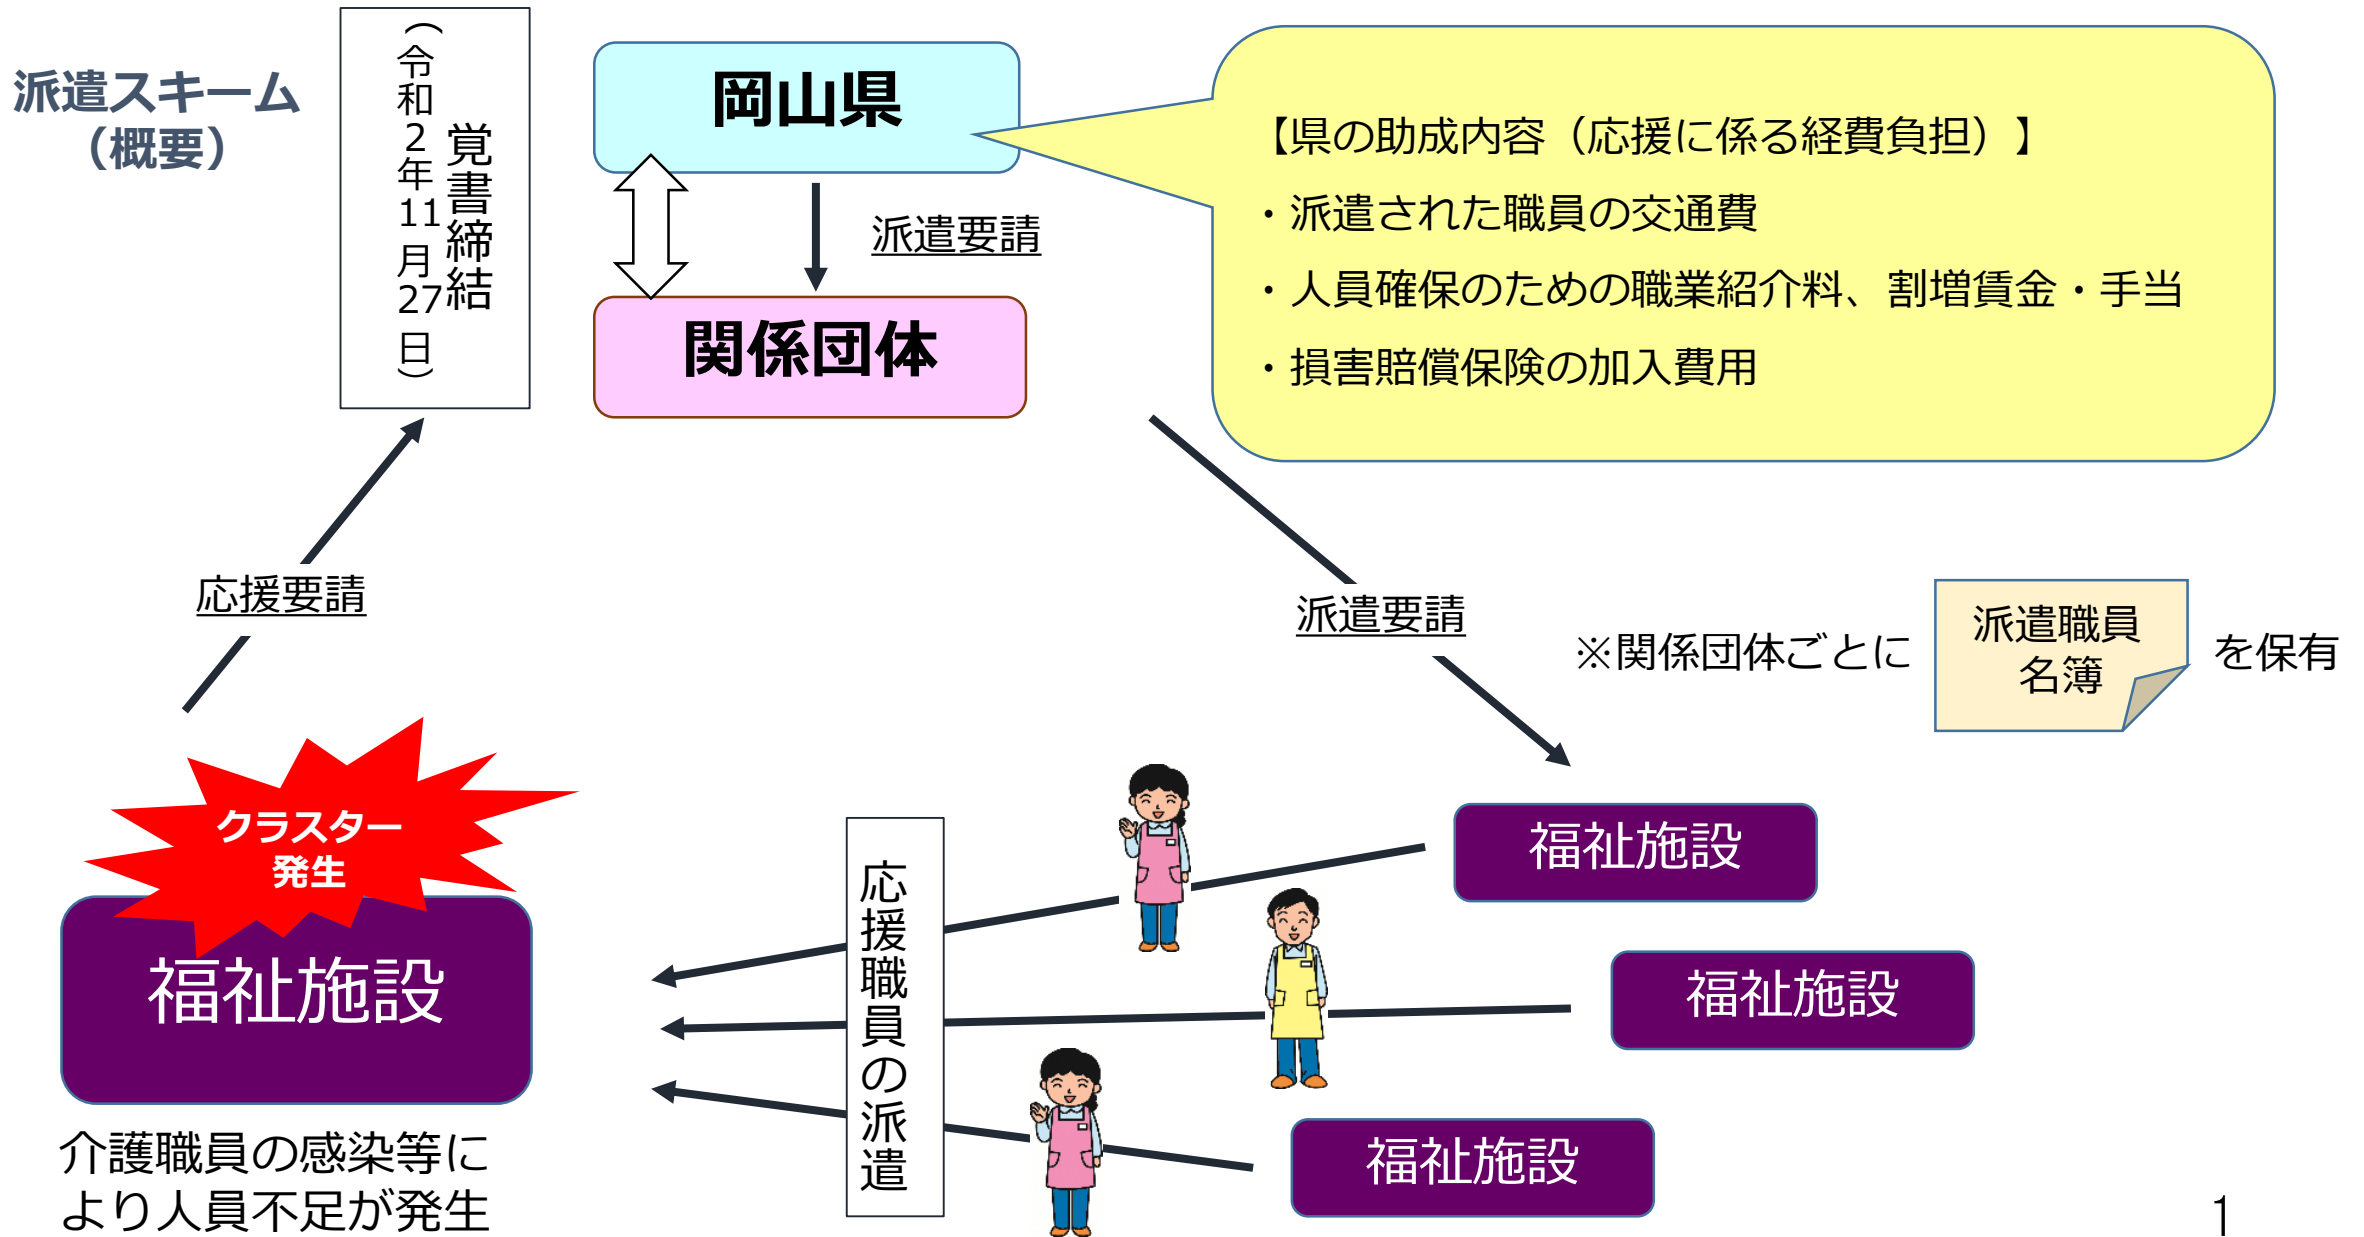 派遣スキーム
（概要）
覚書締結
（令和２年11月27日）
岡山県
派遣要請
関係団体
【県の助成内容（応援に係る経費負担）】
・派遣された職員の交通費
・人員確保のための職業紹介料、割増賃金・手当
・損害賠償保険の加入費用
応援要請
派遣要請
※関係団体ごとに
派遣職員
名簿
を保有
クラスター
発生
福祉施設
介護職員の感染等に
より人員不足が発生
応援職員の派遣
福祉施設
福祉施設
福祉施設
1